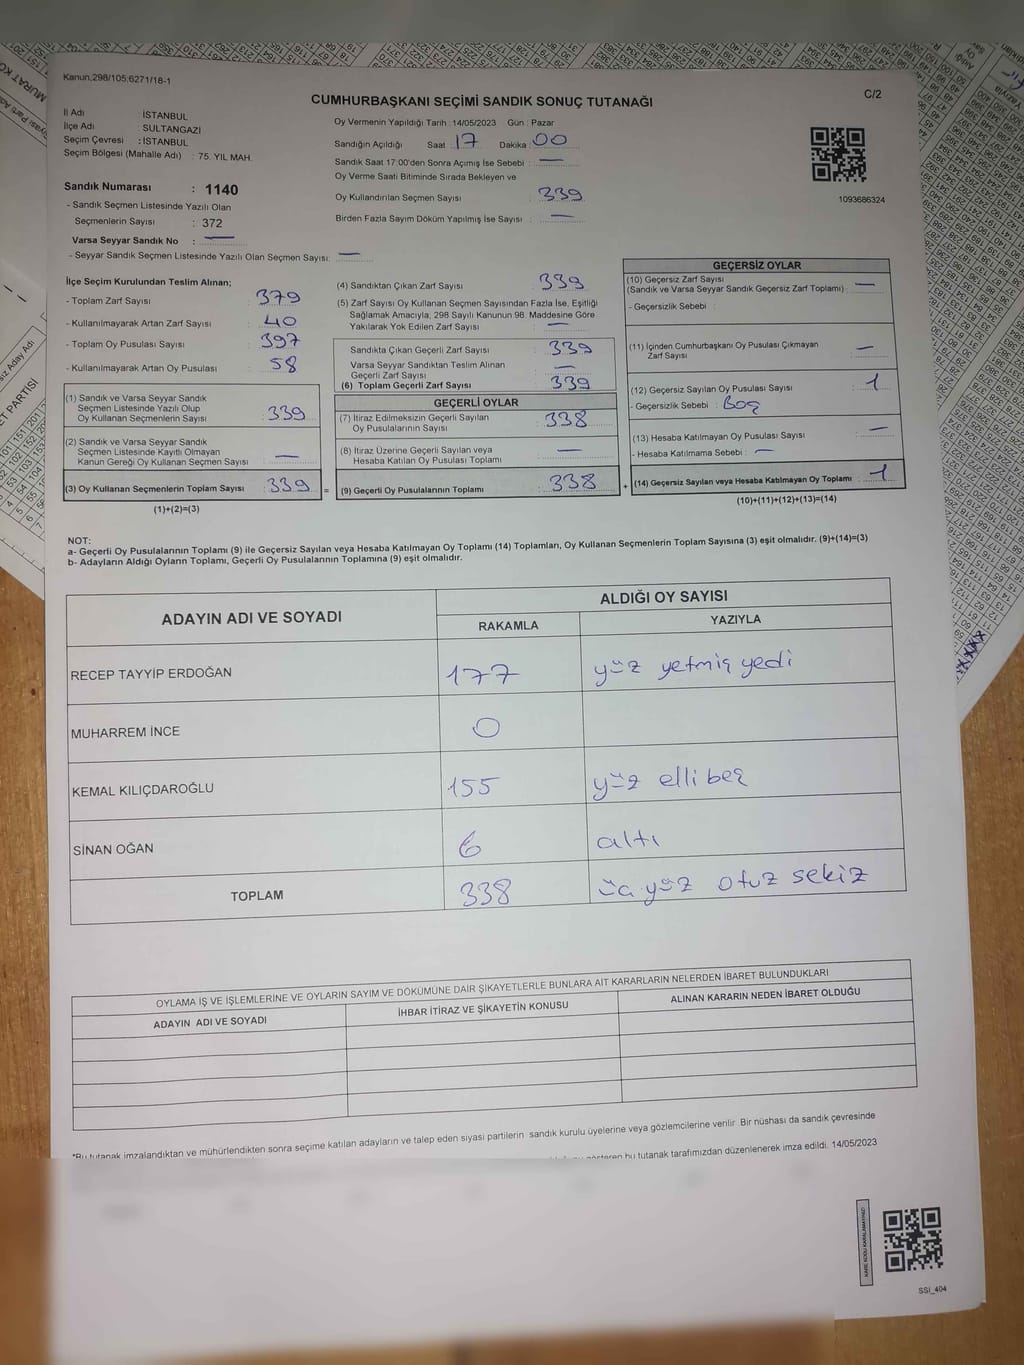 Kanun,298/105;6271/18-1
C/2
CUMHURBAŞKANI SEÇİMİ SANDIK SONUÇ TUTANAĞI
İl Adı : İSTANBUL
İlçe Adı : SULTANGAZİ
Seçim Çevresi : İSTANBUL
Seçim Bölgesi (Mahalle Adı) : 75. YIL MAH.
Sandık Numarası : 1140
- Sandık Seçmen Listesinde Yazılı Olan
Seçmenlerin Sayısı : 372
Varsa Seyyar Sandık No : —
- Seyyar Sandık Seçmen Listesinde Yazılı Olan Seçmen Sayısı: —
Oy Vermenin Yapıldığı Tarih : 14/05/2023 Gün : Pazar
Sandığın Açıldığı Saat : 17 Dakika : 00
Sandık Saat 17:00'den Sonra Açımış İse Sebebi : —
Oy Verme Saati Bitiminde Sırada Bekleyen ve
Oy Kullandırılan Seçmen Sayısı : 339
Birden Fazla Sayım Döküm Yapılmış İse Sayısı : —
1093686324
İlçe Seçim Kurulundan Teslim Alınan;
- Toplam Zarf Sayısı : 379
- Kullanılmayarak Artan Zarf Sayısı : 40
- Toplam Oy Pusulası Sayısı : 397
- Kullanılmayarak Artan Oy Pusulası : 58
(1) Sandık ve Varsa Seyyar Sandık
Seçmen Listesinde Yazılı Olup
Oy Kullanan Seçmenlerin Sayısı : 339
(2) Sandık ve Varsa Seyyar Sandık
Seçmen Listesinde Kayıtlı Olmayan
Kanun Gereği Oy Kullanan Seçmen Sayısı : —
(3) Oy Kullanan Seçmenlerin Toplam Sayısı : 339 =
(1)+(2)=(3)
(4) Sandıktan Çıkan Zarf Sayısı : 339
(5) Zarf Sayısı Oy Kullanan Seçmen Sayısından Fazla İse, Eşitliği
Sağlamak Amacıyla, 298 Sayılı Kanunun 98. Maddesine Göre
Yakılarak Yok Edilen Zarf Sayısı : —
Sandıkta Çıkan Geçerli Zarf Sayısı : 339
Varsa Seyyar Sandıktan Teslim Alınan
Geçerli Zarf Sayısı : —
(6) Toplam Geçerli Zarf Sayısı : 339
GEÇERLİ OYLAR
(7) İtiraz Edilmeksizin Geçerli Sayılan
Oy Pusulalarının Sayısı : 338
(8) İtiraz Üzerine Geçerli Sayılan veya
Hesaba Katılan Oy Pusulası Toplamı : —
(9) Geçerli Oy Pusulalarının Toplamı : 338 +
GEÇERSİZ OYLAR
(10) Geçersiz Zarf Sayısı
(Sandık ve Varsa Seyyar Sandık Geçersiz Zarf Toplamı) : —
- Geçersizlik Sebebi :
(11) İçinden Cumhurbaşkanı Oy Pusulası Çıkmayan
Zarf Sayısı : —
(12) Geçersiz Sayılan Oy Pusulası Sayısı : 1
- Geçersizlik Sebebi : Boş
(13) Hesaba Katılmayan Oy Pusulası Sayısı : —
- Hesaba Katılmama Sebebi : —
(14) Geçersiz Sayılan veya Hesaba Katılmayan Oy Toplamı : 1
(10)+(11)+(12)+(13)=(14)
NOT:
a- Geçerli Oy Pusulalarının Toplamı (9) ile Geçersiz Sayılan veya Hesaba Katılmayan Oy Toplamı (14) Toplamları, Oy Kullanan Seçmenlerin Toplam Sayısına (3) eşit olmalıdır. (9)+(14)=(3)
b- Adayların Aldığı Oyların Toplamı, Geçerli Oy Pusulalarının Toplamına (9) eşit olmalıdır.
ADAYIN ADI VE SOYADI ALDIĞI OY SAYISI
RAKAMLA YAZIYLA
RECEP TAYYİP ERDOĞAN 177 yüz yetmiş yedi
MUHARREM İNCE 0
KEMAL KILIÇDAROĞLU 155 yüz elli beş
SİNAN OĞAN 6 altı
TOPLAM 338 üç yüz otuz sekiz
OYLAMA İŞ VE İŞLEMLERİNE VE OYLARIN SAYIM VE DÖKÜMÜNE DAİR ŞİKAYETLERLE BUNLARA AİT KARARLARIN NELERDEN İBARET BULUNDUKLARI
ADAYIN ADI VE SOYADI İHBAR İTİRAZ VE ŞİKAYETİN KONUSU ALINAN KARARIN NEDEN İBARET OLDUĞU
*Bu tutanak imzalandıktan ve mühürlendikten sonra seçime katılan adayların ve talep eden siyasi partilerin sandık kurulu üyelerine veya gözlemcilerine verilir. Bir nüshası da sandık çevresinde
bu tutanak tarafımızdan düzenlenerek imza edildi. 14/05/2023
KARE KODU KARALAMAYINIZ!
SSI_404